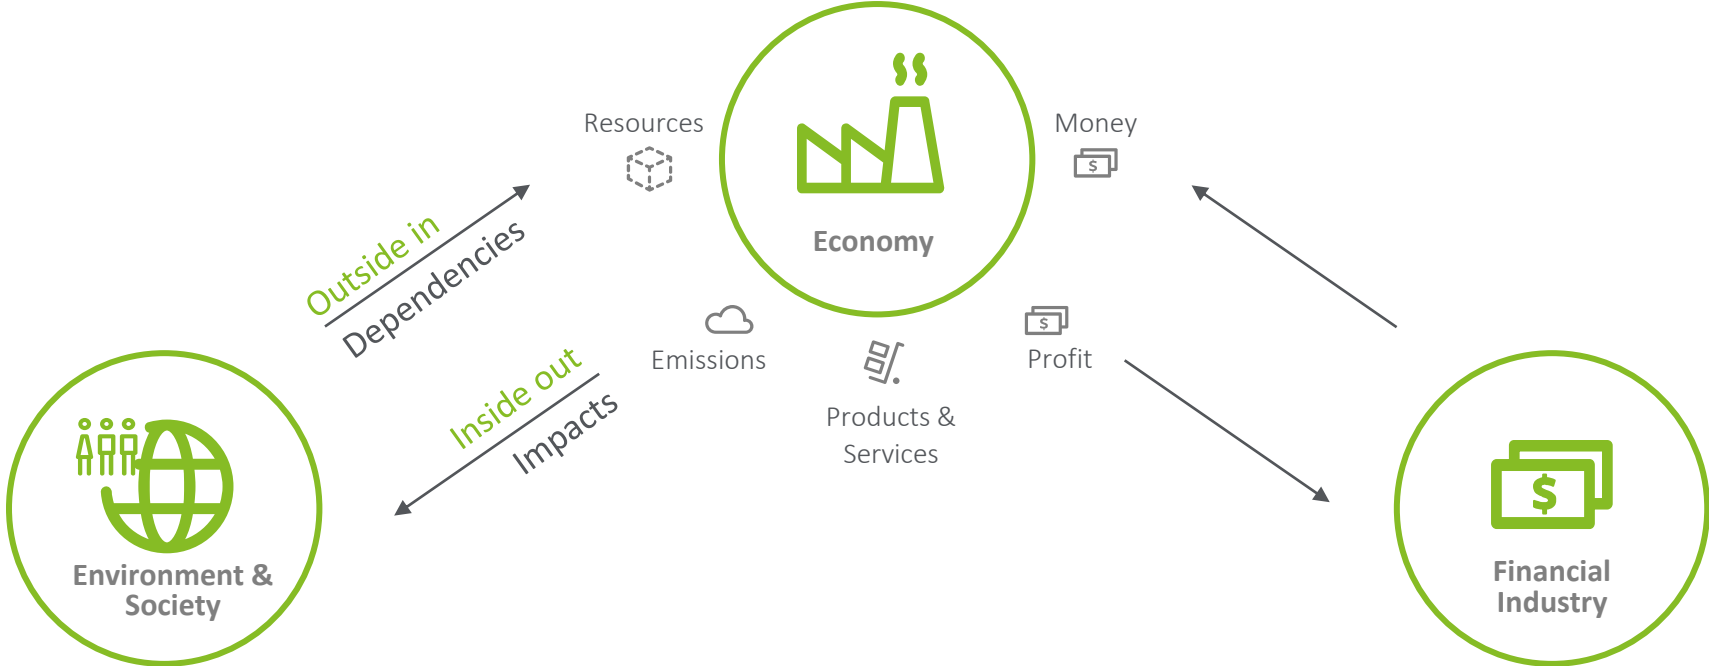 Resources
Money
Economy
Outside in
Dependencies
Inside out
Impacts
Emissions
Profit
Products &
Services
$
$
$
Environment &
Society
Financial
Industry